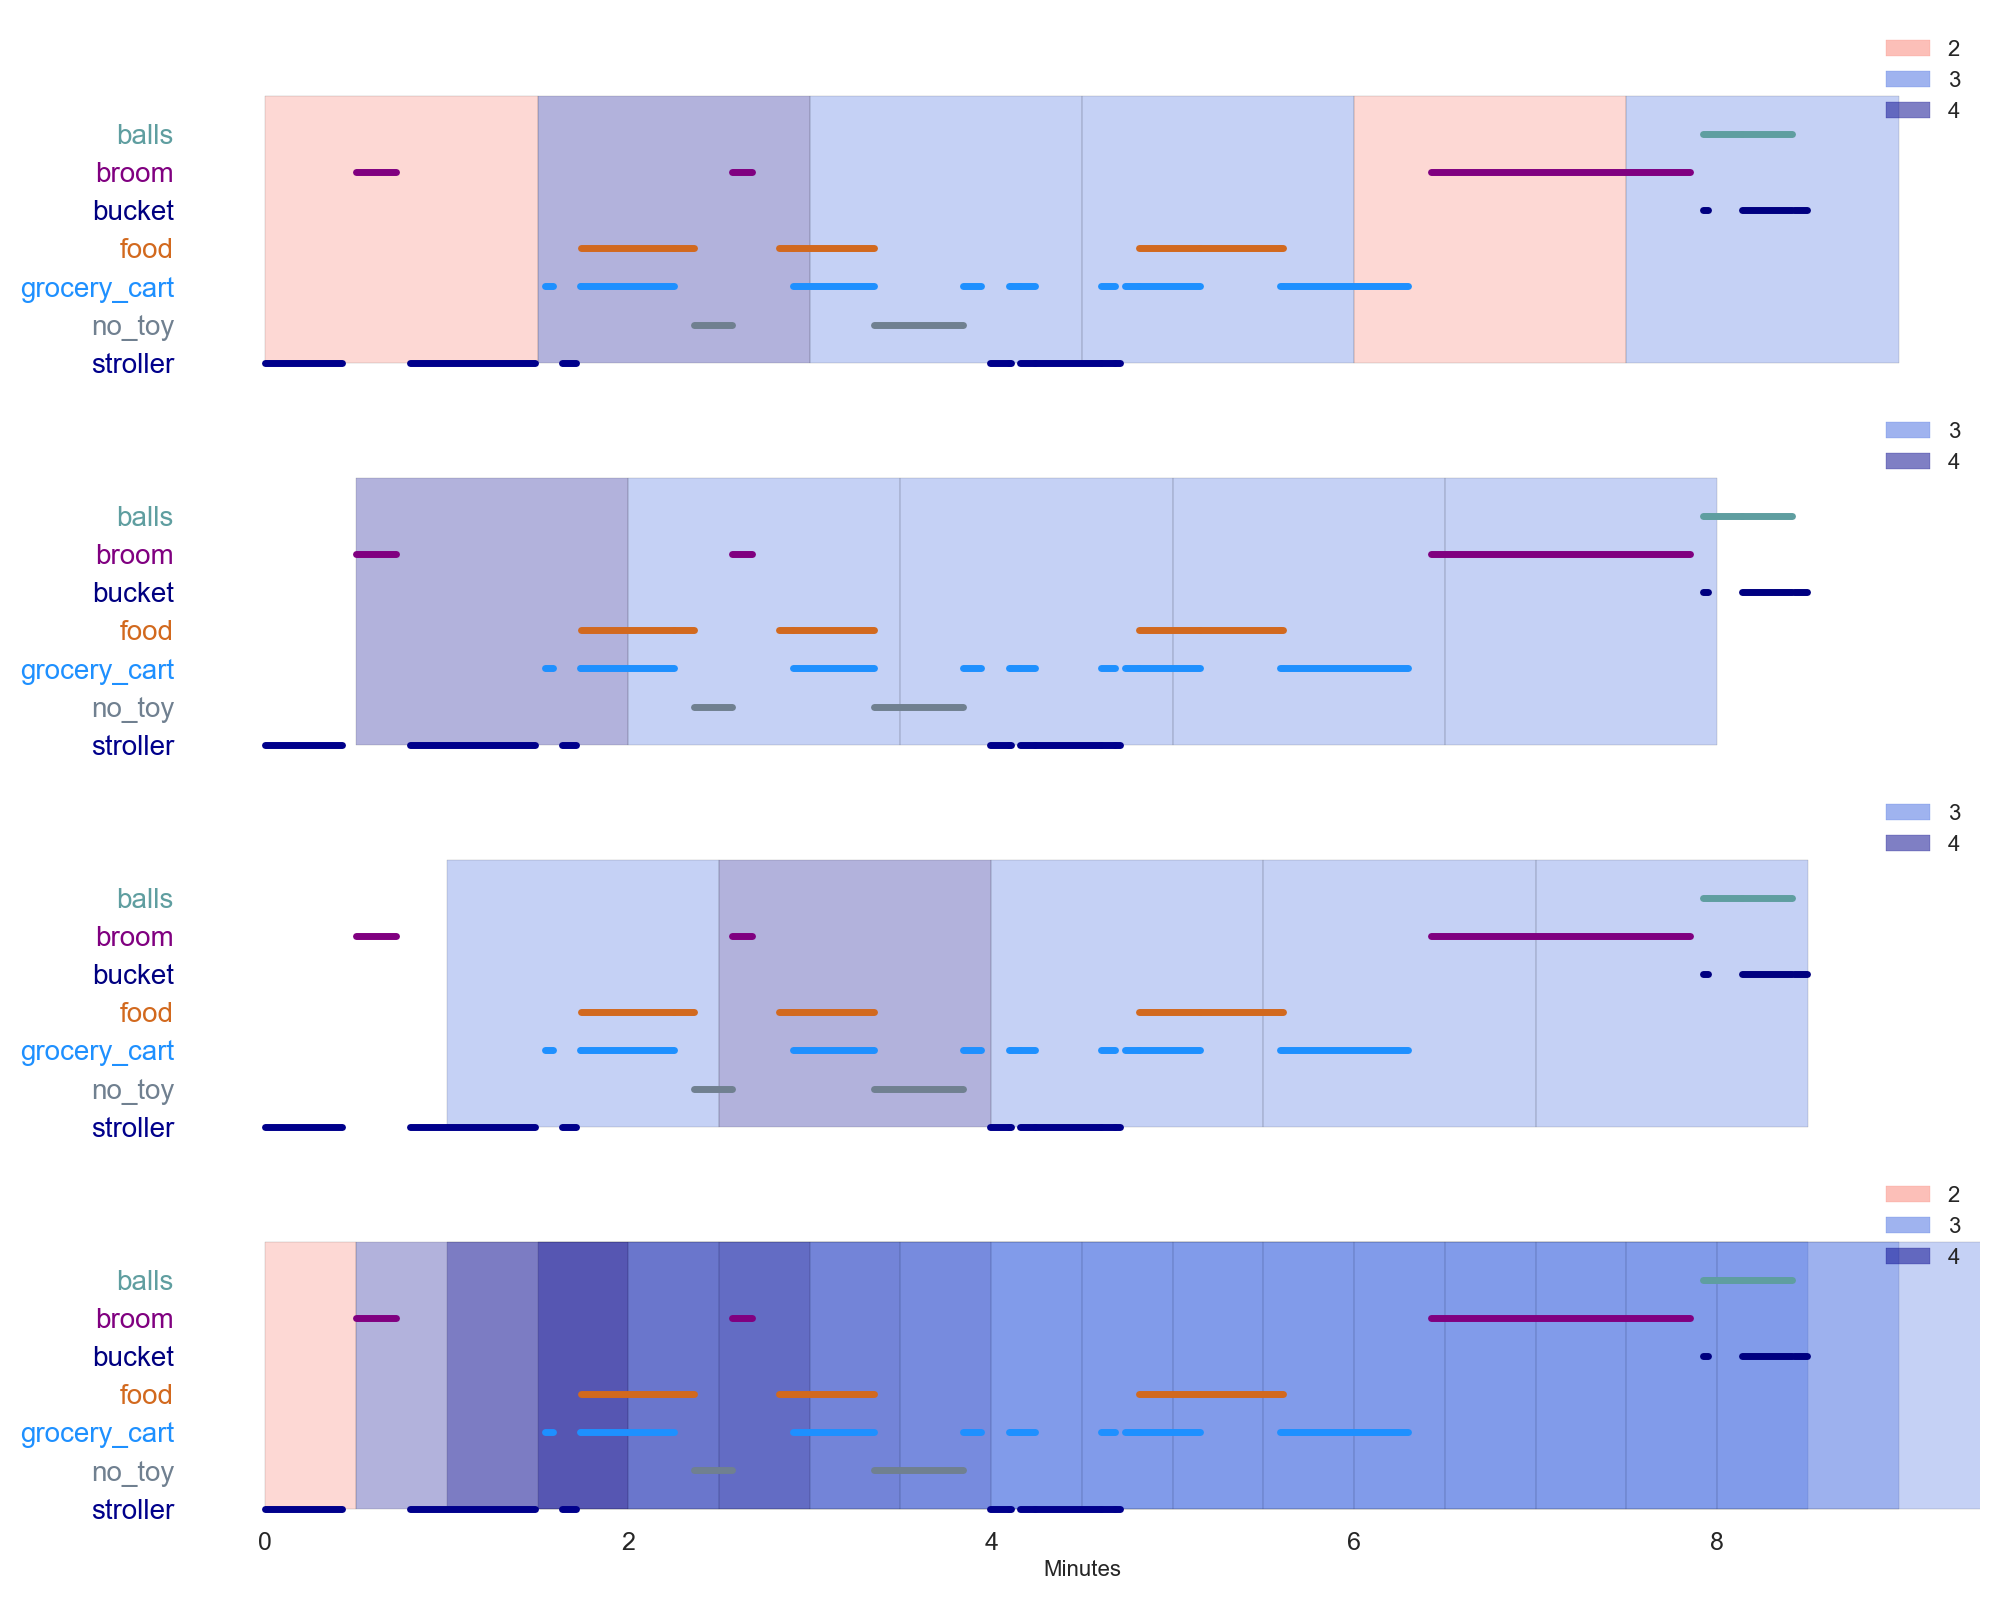 2
3
4
balls
broom
bucket
food
grocery_cart
no_toy
stroller
3
4
balls
broom
bucket
food
grocery_cart
no_toy
stroller
3
4
balls
broom
bucket
food
grocery_cart
no_toy
stroller
2
3
4
balls
broom
bucket
food
grocery_cart
no_toy
stroller
0 2 4 6 8
Minutes